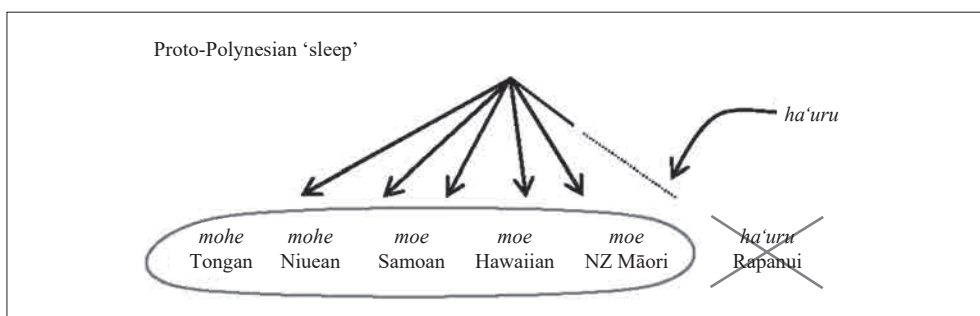 Proto-Polynesian ‘sleep’
ha‘uru
mohe mohe moe moe moe ha‘uru
Tongan Niuean Samoan Hawaiian NZ Māori Rapanui